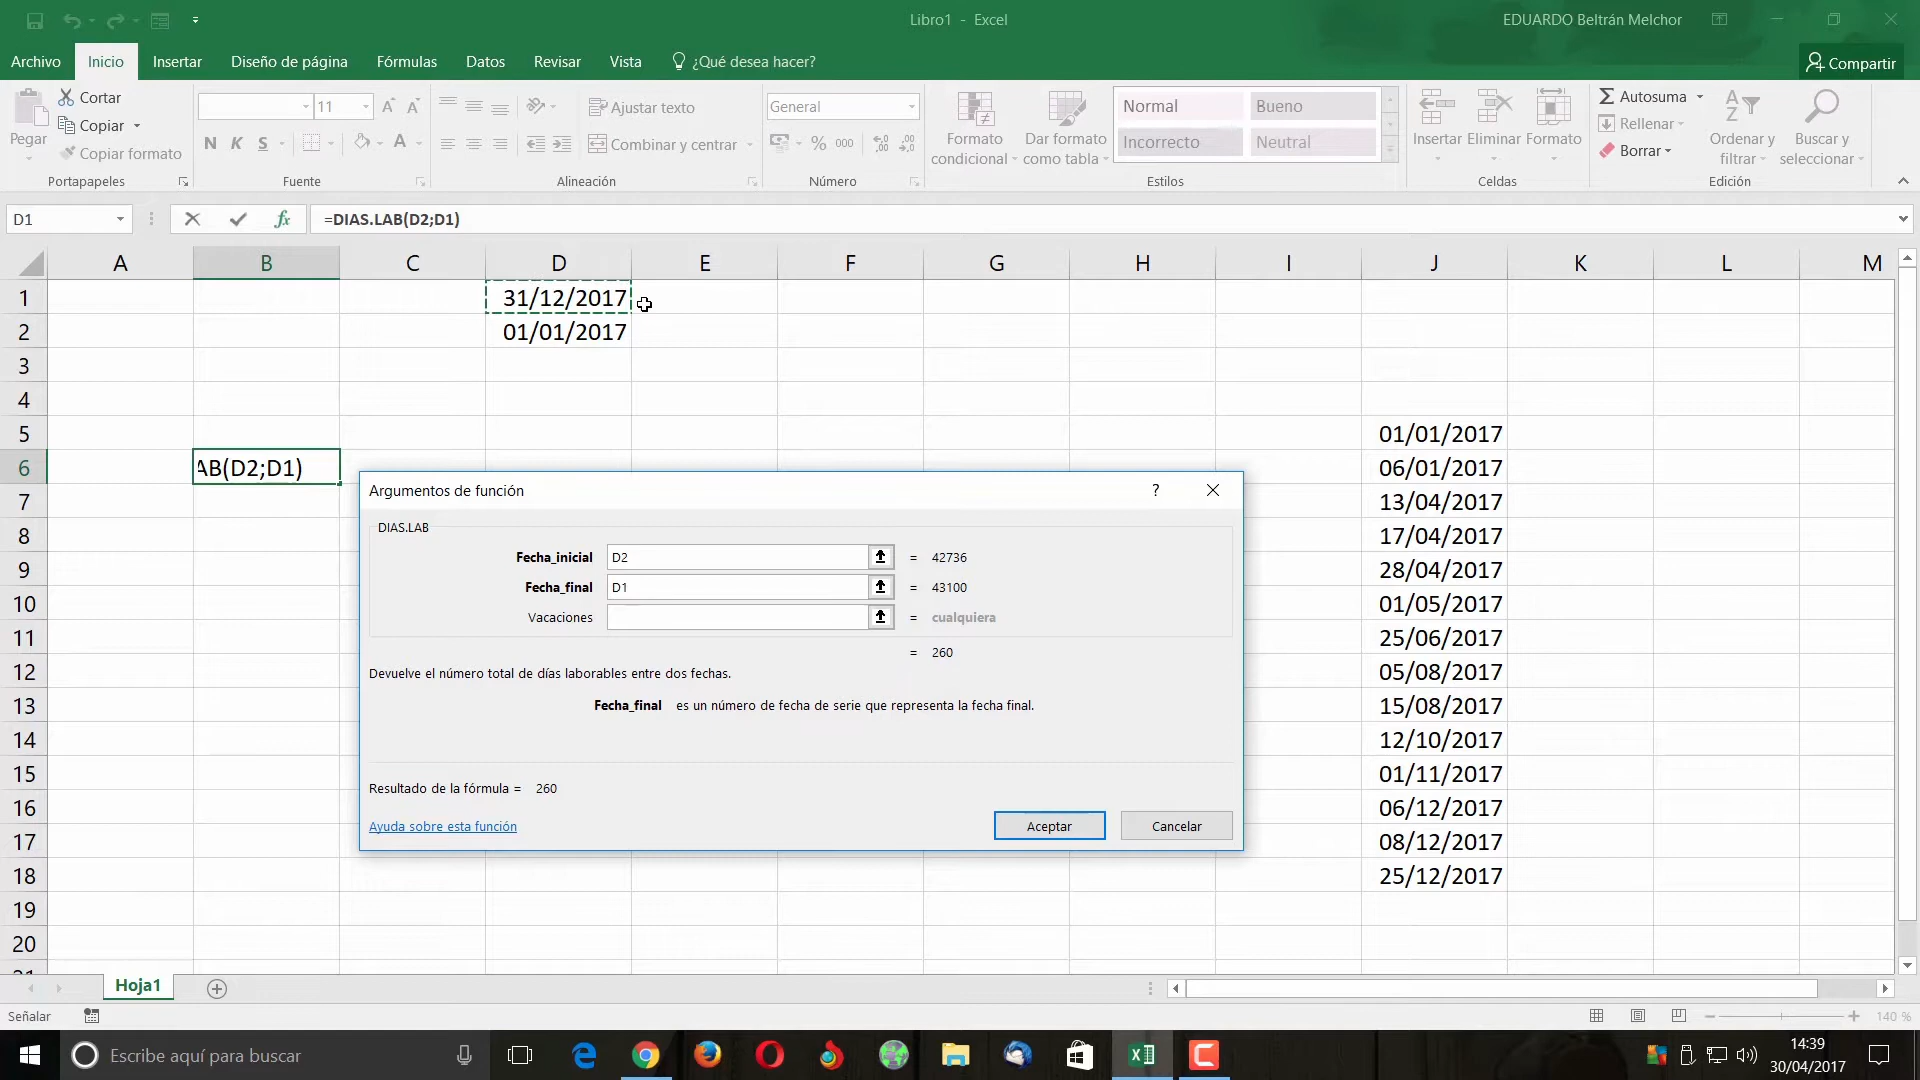 Libro1 - Excel
EDUARDO Beltrán Melchor
Archivo
Inicio
Insertar
Diseño de página
Fórmulas
Datos
Revisar
Vista
¿Qué desea hacer?
Compartir
Pegar
Cortar
Copiar
Copiar formato
Portapapeles
11
N K S
Fuente
Ajustar texto
Combinar y centrar
Alineación
General
% 000
Número
Formato condicional
Dar formato como tabla
Normal
Bueno
Incorrecto
Neutral
Estilos
Insertar
Eliminar
Formato
Celdas
Autosuma
Rellenar
Borrar
Ordenar y filtrar
Buscar y seleccionar
Edición
D1
fx
=DIAS.LAB(D2;D1)
A B C D E F G H I J K L M
1 31/12/2017
2 01/01/2017
3
4
5 01/01/2017
6 AB(D2;D1) 06/01/2017
7 13/04/2017
8 17/04/2017
9 28/04/2017
10 01/05/2017
11 25/06/2017
12 05/08/2017
13 15/08/2017
14 12/10/2017
15 01/11/2017
16 06/12/2017
17 08/12/2017
18 25/12/2017
19
20
21
Argumentos de función
?
DIAS.LAB
Fecha_inicial D2 = 42736
Fecha_final D1 = 43100
Vacaciones = cualquiera
= 260
Devuelve el número total de días laborables entre dos fechas.
Fecha_final es un número de fecha de serie que representa la fecha final.
Resultado de la fórmula = 260
Ayuda sobre esta función
Aceptar
Cancelar
Hoja1
Señalar
140 %
Escribe aquí para buscar
14:39
30/04/2017